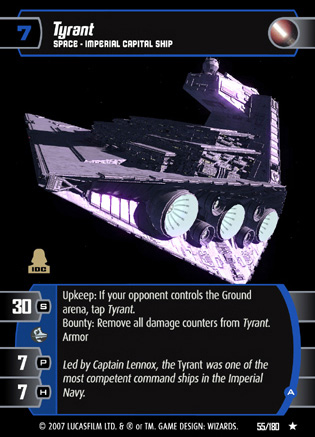 7
Tyrant
SPACE - IMPERIAL CAPITAL SHIP
IDC
30 S
Upkeep: If your opponent controls the Ground
arena, tap Tyrant.
Bounty: Remove all damage counters from Tyrant.
Armor
7 P
Led by Captain Lennox, the Tyrant was one of the
most competent command ships in the Imperial
7 H
Navy.
A
© 2007 LUCASFILM LTD. & ® or TM. GAME DESIGN: WIZARDS.
55/180